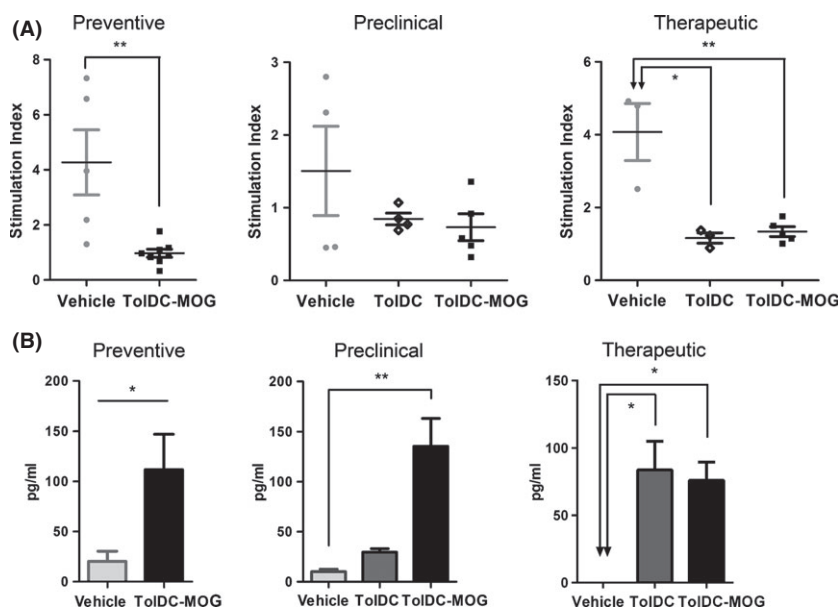 (A)
Preventive
Preclinical
Therapeutic
Stimulation Index
8
6
4
2
0
**
Vehicle TolDC-MOG
Stimulation Index
3
2
1
0
Vehicle TolDC TolDC-MOG
Stimulation Index
6
4
2
0
**
*
Vehicle TolDC TolDC-MOG
(B)
Preventive
Preclinical
Therapeutic
pg/ml
200
150
100
50
0
*
Vehicle TolDC-MOG
pg/ml
200
150
100
50
0
**
Vehicle TolDC TolDC-MOG
pg/ml
150
100
50
0
*
*
Vehicle TolDC TolDC-MOG